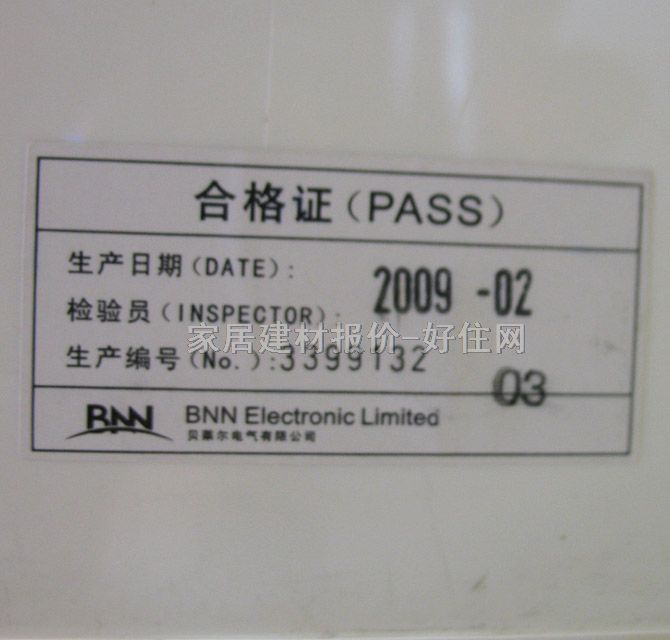 合格证（PASS）
生产日期（DATE）：2009 -02
检验员（INSPECTOR）：
家居建材报价-好住网
生产编号（No.）：3399132
03
BNN BNN Electronic Limited
贝莱尔电气有限公司